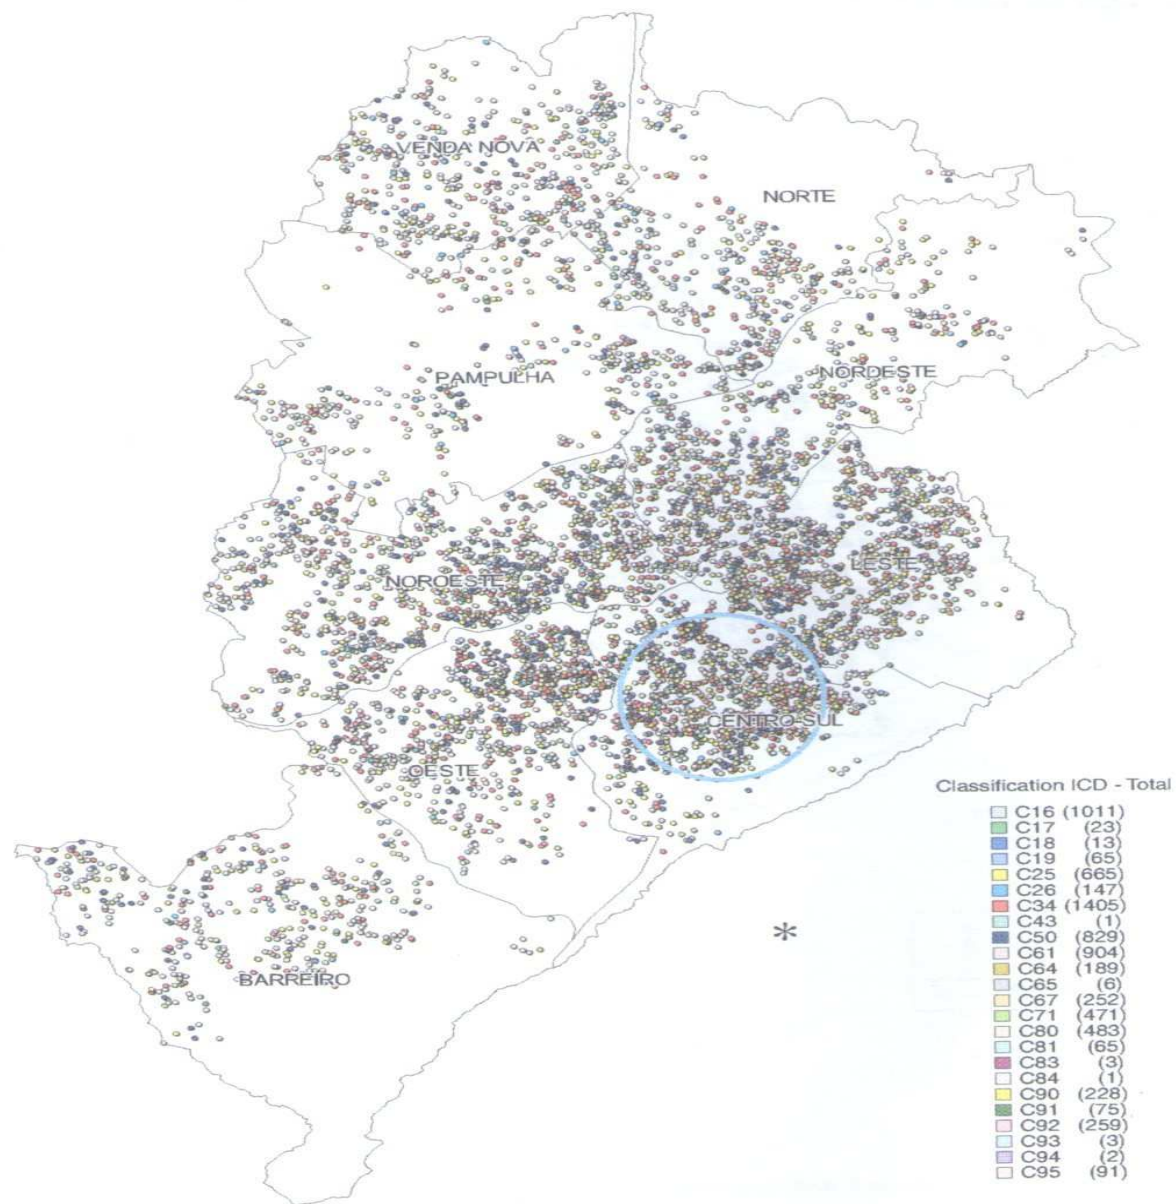 VENDA NOVA
NORTE
PAMPULHA
NORDESTE
LESTE
NOROESTE
CENTRO-SUL
OESTE
BARREIRO
*
Classification ICD - Total
C16 (1011)
C17 (23)
C18 (13)
C19 (65)
C25 (665)
C26 (147)
C34 (1405)
C43 (1)
C50 (829)
C61 (904)
C64 (189)
C65 (6)
C67 (252)
C71 (471)
C80 (483)
C81 (65)
C83 (3)
C84 (1)
C90 (228)
C91 (75)
C92 (259)
C93 (3)
C94 (2)
C95 (91)